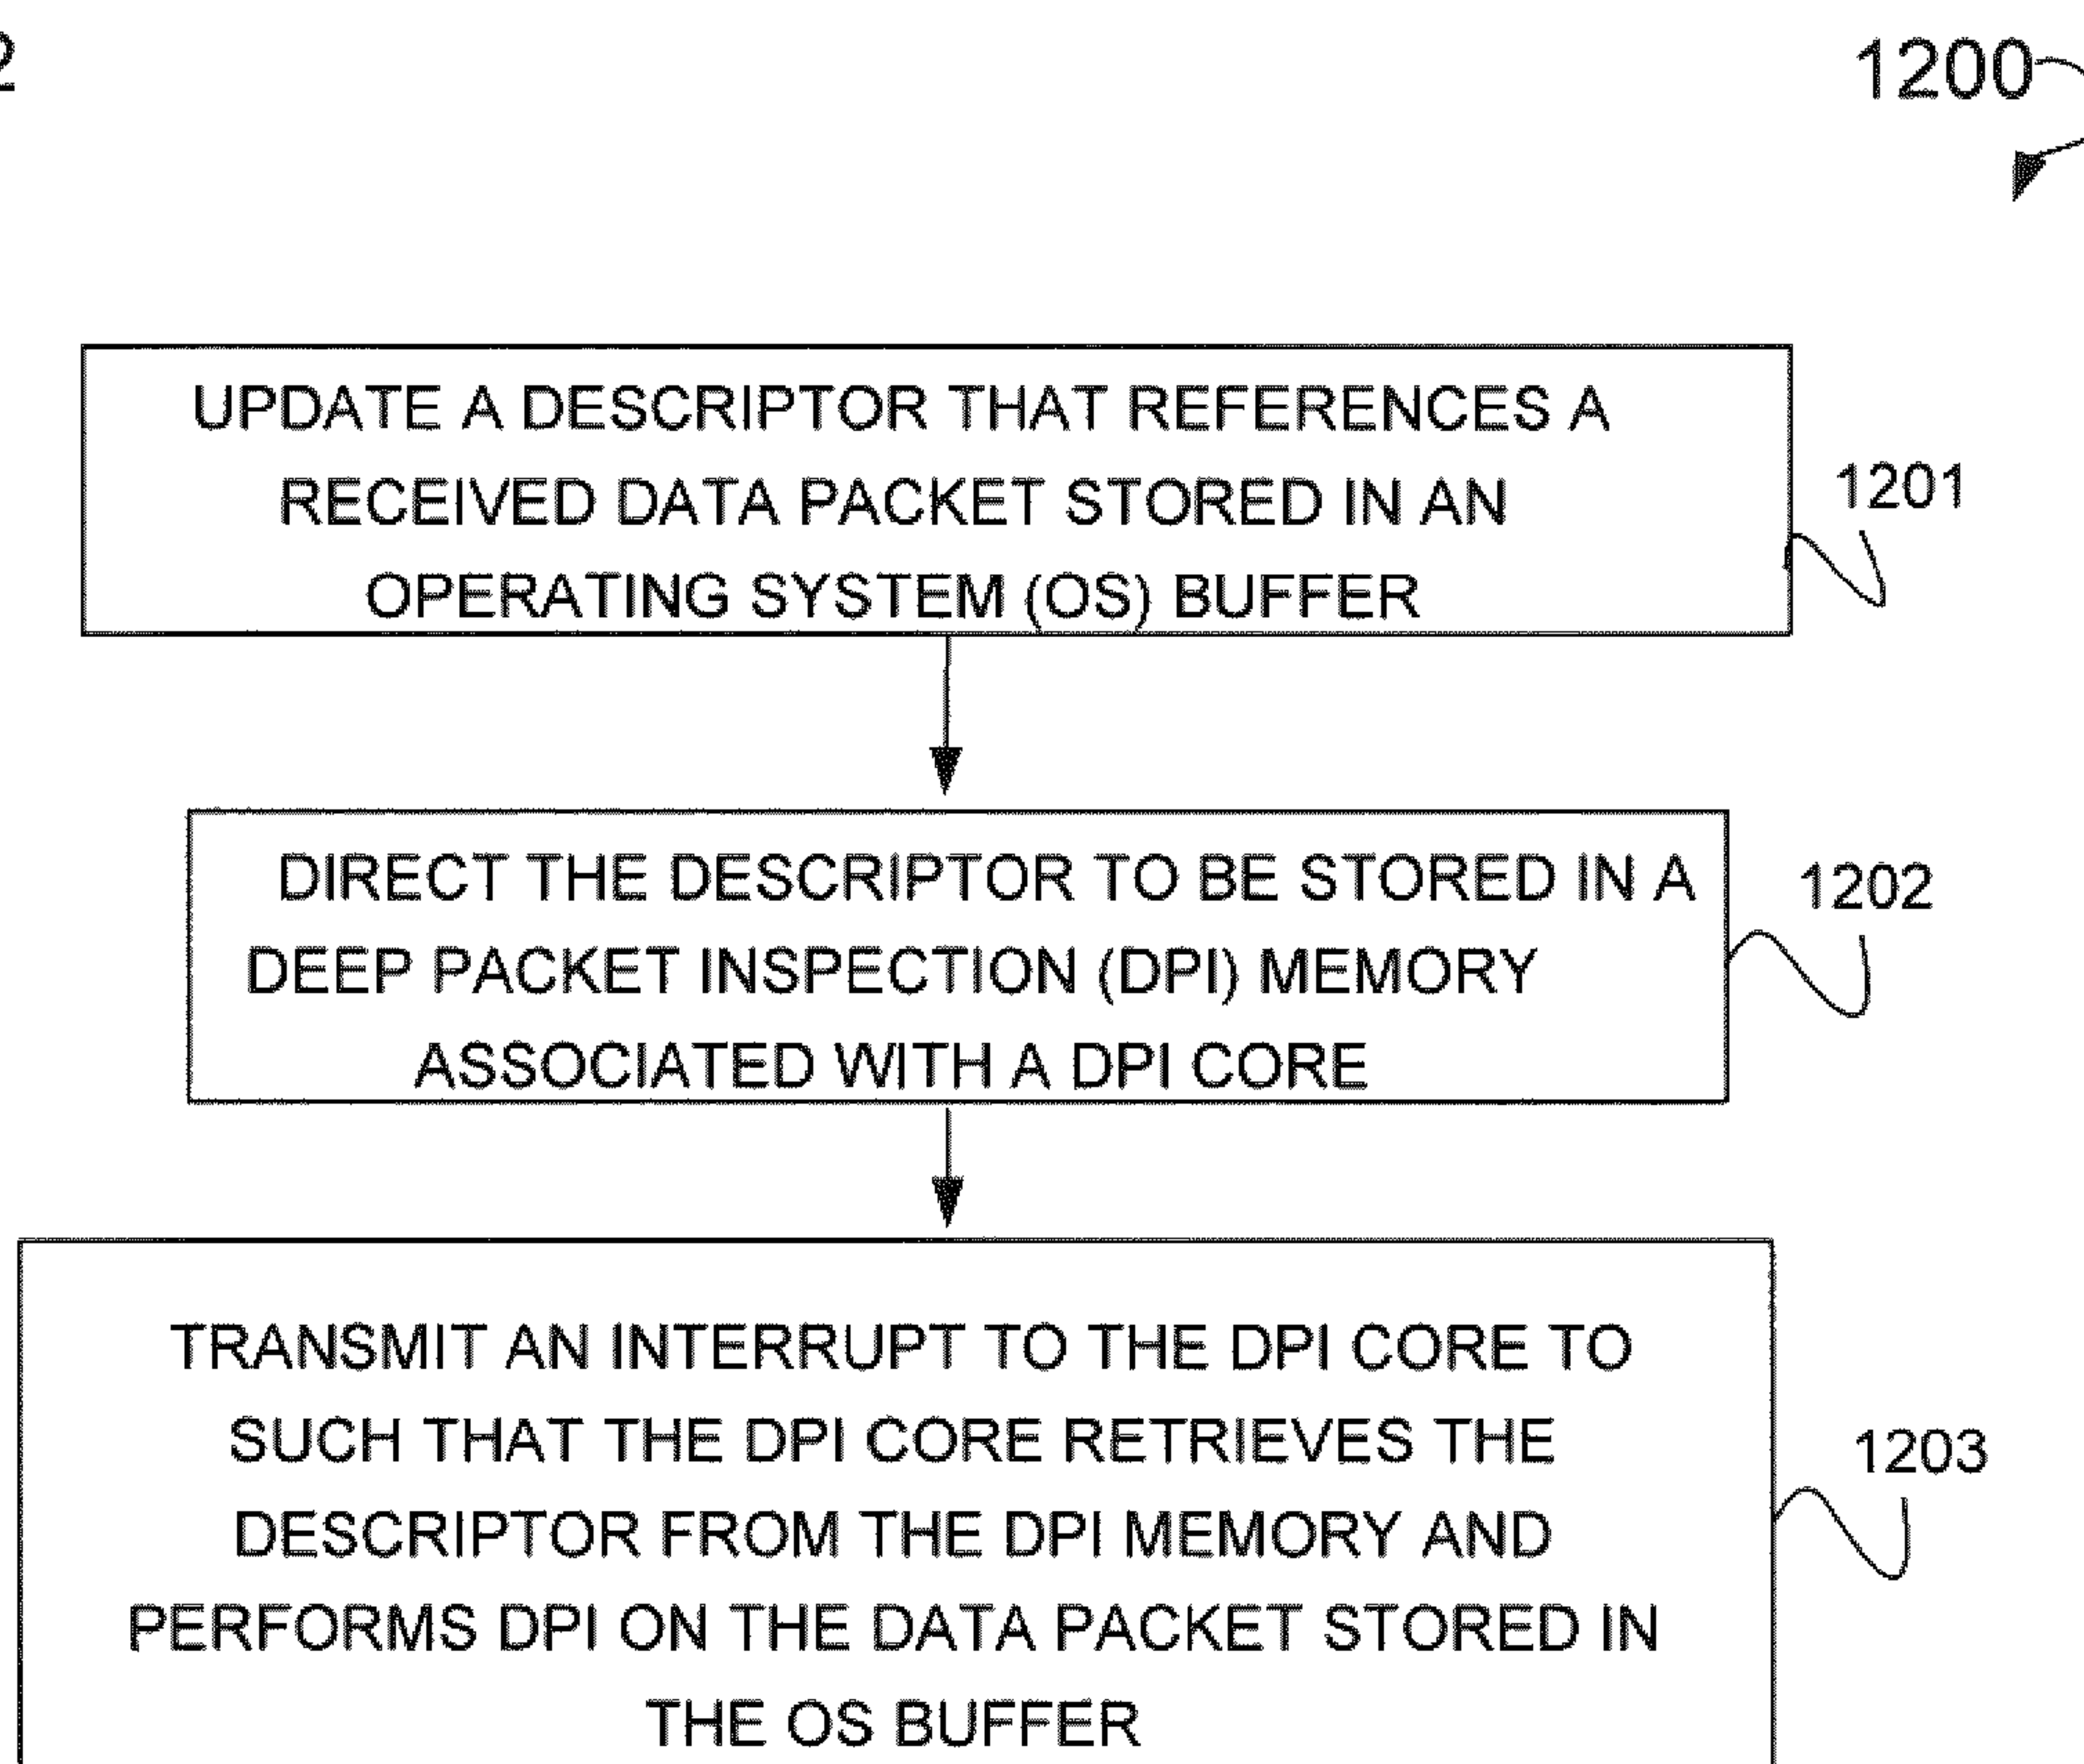 2
1200
UPDATE A DESCRIPTOR THAT REFERENCES A
RECEIVED DATA PACKET STORED IN AN
OPERATING SYSTEM (OS) BUFFER
1201
DIRECT THE DESCRIPTOR TO BE STORED IN A
DEEP PACKET INSPECTION (DPI) MEMORY
ASSOCIATED WITH A DPI CORE
1202
TRANSMIT AN INTERRUPT TO THE DPI CORE TO
SUCH THAT THE DPI CORE RETRIEVES THE
DESCRIPTOR FROM THE DPI MEMORY AND
PERFORMS DPI ON THE DATA PACKET STORED IN
THE OS BUFFER
1203